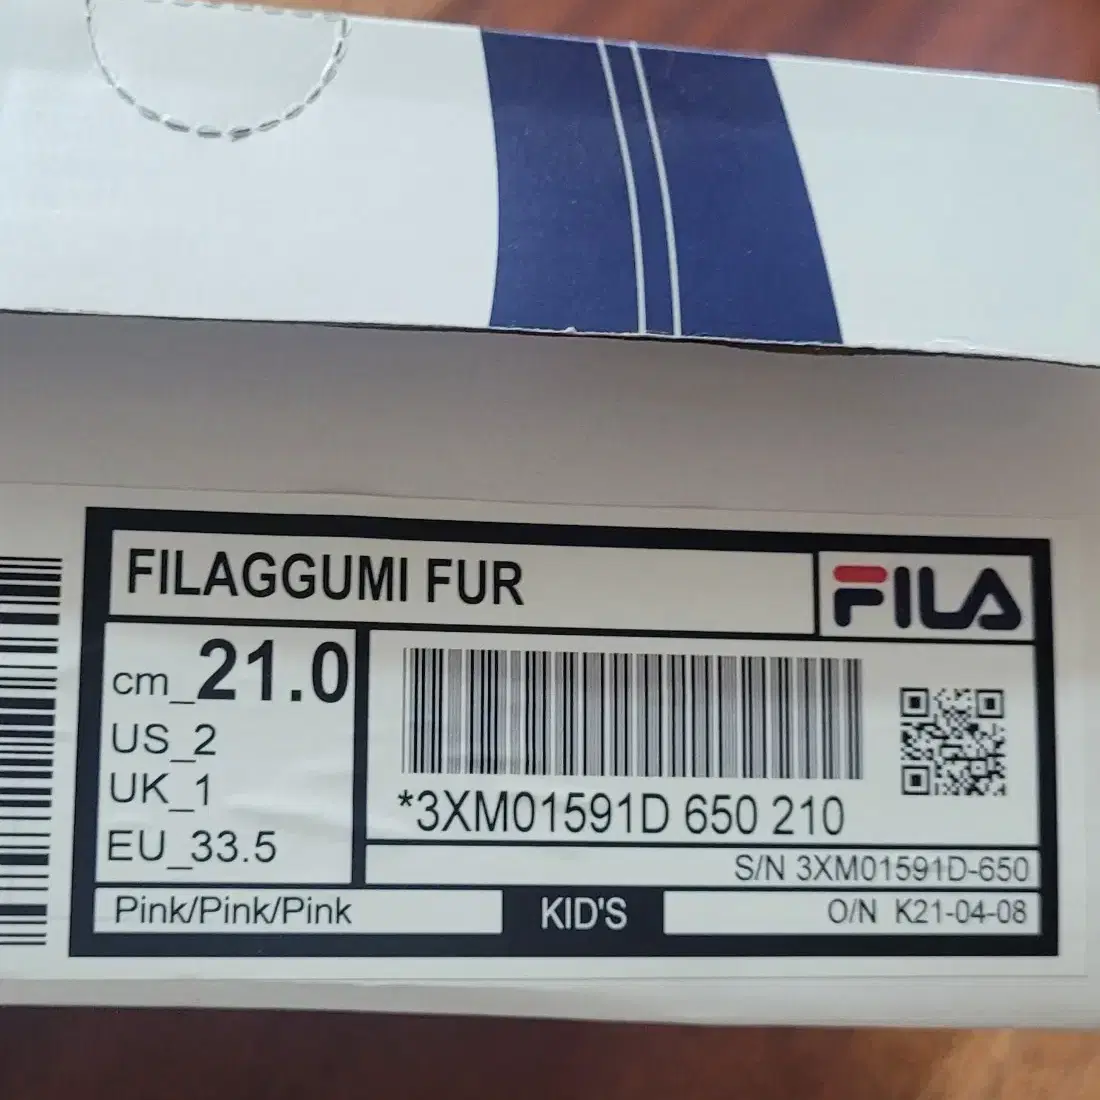 FILAGGUMI FUR
FILA
cm_21.0
US_2
UK_1
EU_33.5
*3XM01591D 650 210
S/N 3XM01591D-650
Pink/Pink/Pink
KID'S
O/N K21-04-08